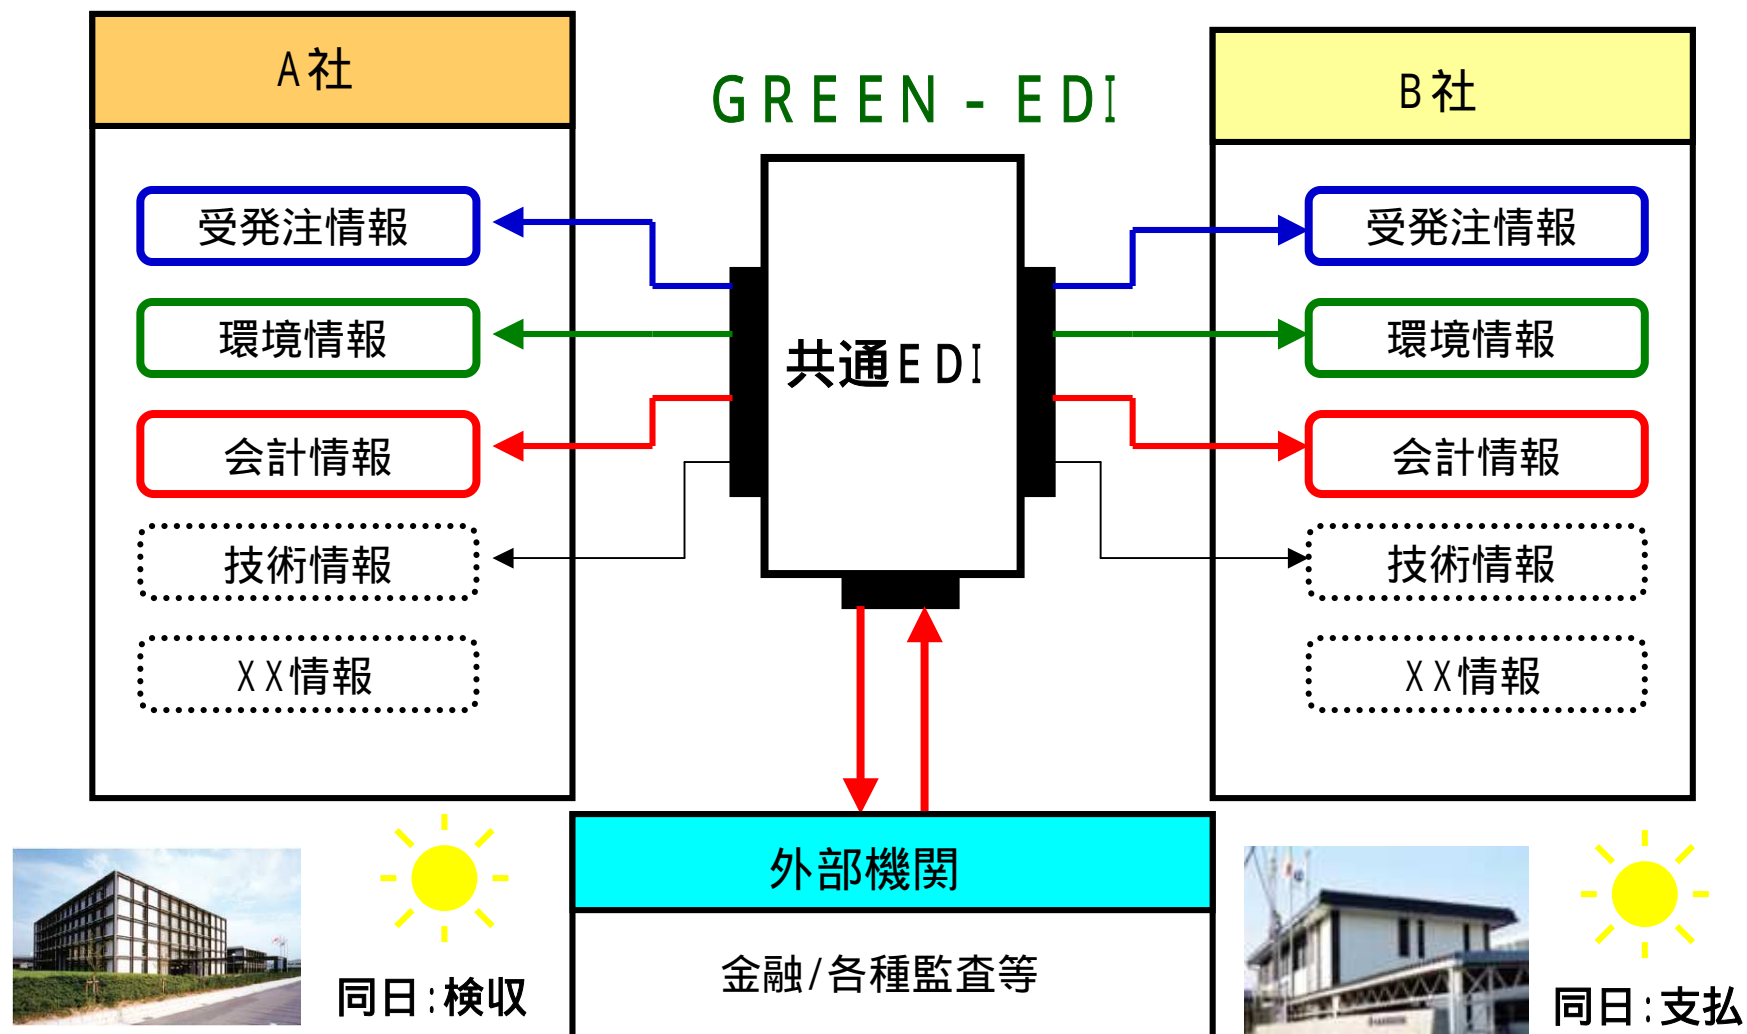 A社
GREEN-EDI
B社
受発注情報
環境情報
会計情報
技術情報
XX情報
共通EDI
受発注情報
環境情報
会計情報
技術情報
XX情報
外部機関
金融/各種監査等
同日:検収
同日:支払